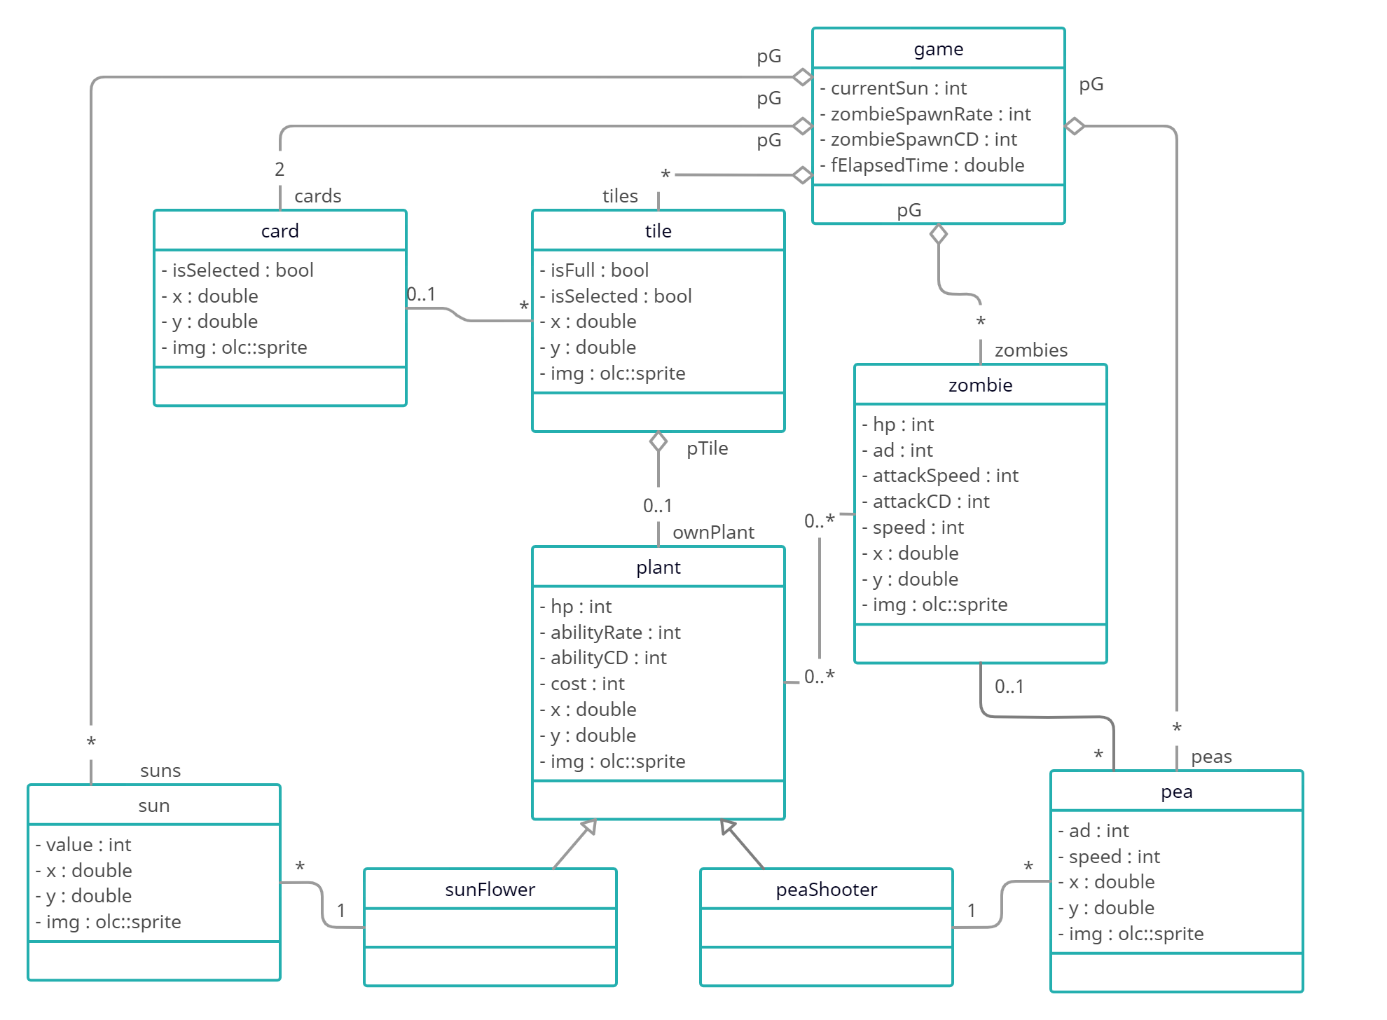 game
- currentSun : int
- zombieSpawnRate : int
- zombieSpawnCD : int
- fElapsedTime : double
pG
pG
pG
pG
pG
2
cards
*
tiles
card
- isSelected : bool
- x : double
- y : double
- img : olc::sprite
0..1
*
tile
- isFull : bool
- isSelected : bool
- x : double
- y : double
- img : olc::sprite
pTile
0..1
ownPlant
*
zombies
zombie
- hp : int
- ad : int
- attackSpeed : int
- attackCD : int
- speed : int
- x : double
- y : double
- img : olc::sprite
0..*
0..*
plant
- hp : int
- abilityRate : int
- abilityCD : int
- cost : int
- x : double
- y : double
- img : olc::sprite
0..1
*
*
peas
*
suns
sun
- value : int
- x : double
- y : double
- img : olc::sprite
*
1
sunFlower
peaShooter
1
*
pea
- ad : int
- speed : int
- x : double
- y : double
- img : olc::sprite